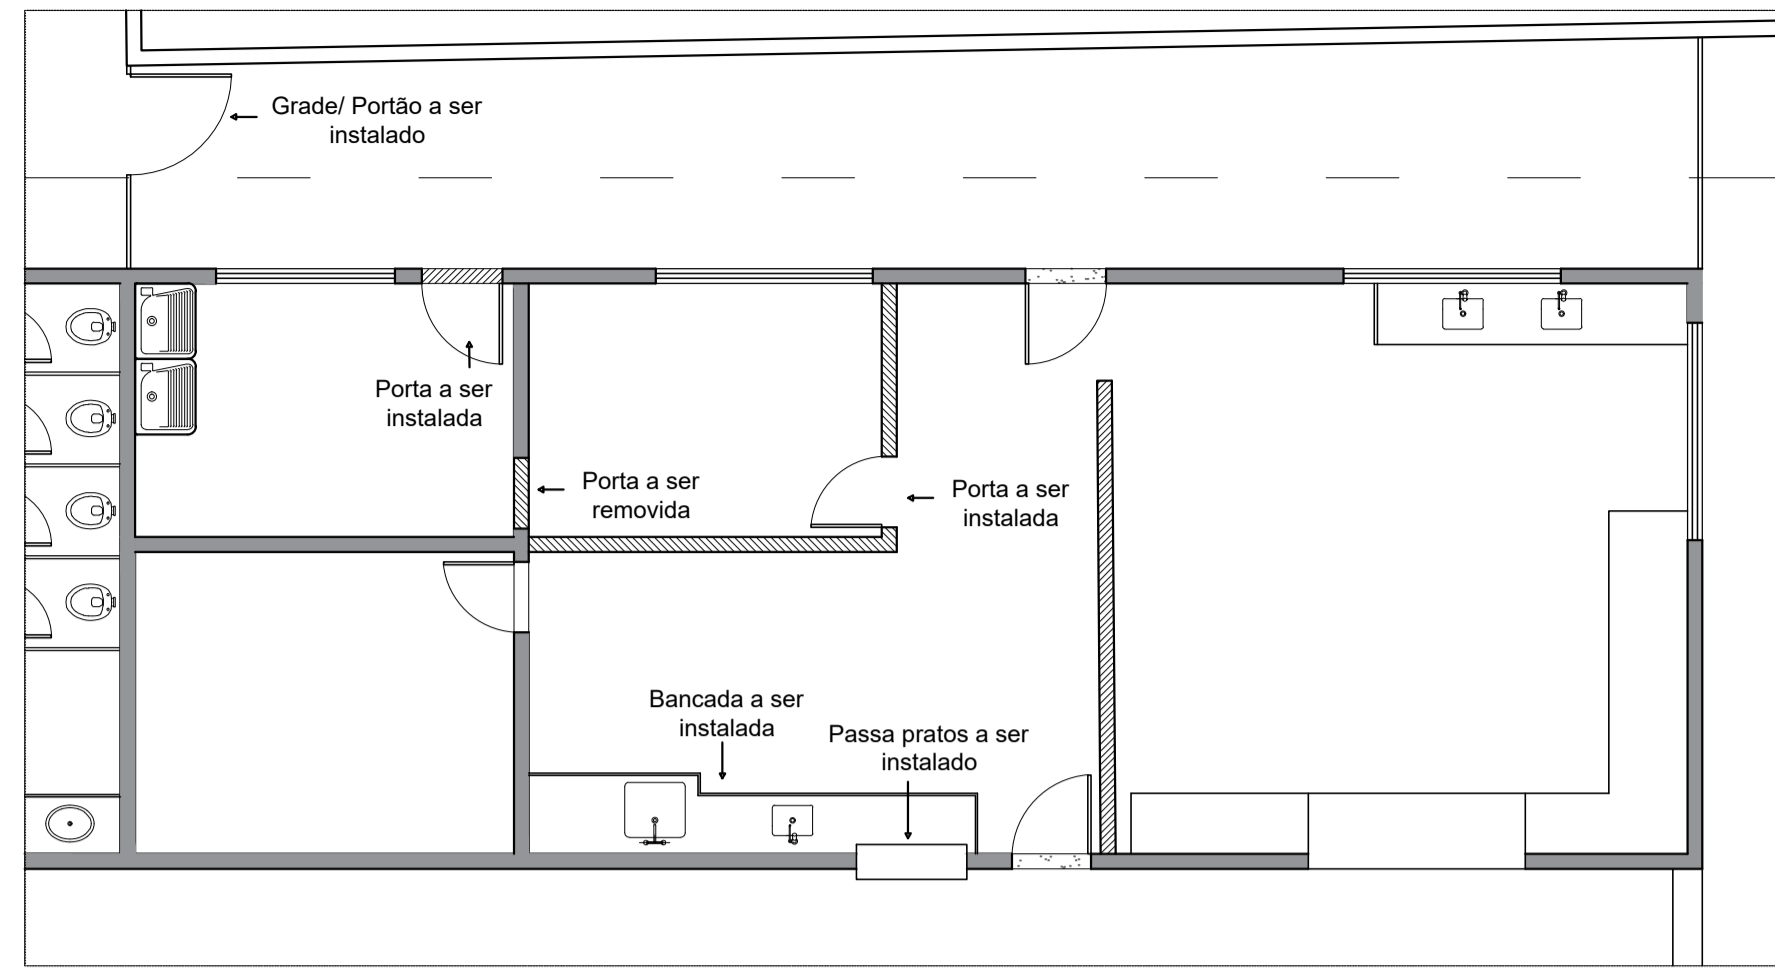 Grade/ Portão a ser
instalado
Porta a ser
instalada
Porta a ser
removida
Porta a ser
instalada
Bancada a ser
instalada
Passa pratos a ser
instalado